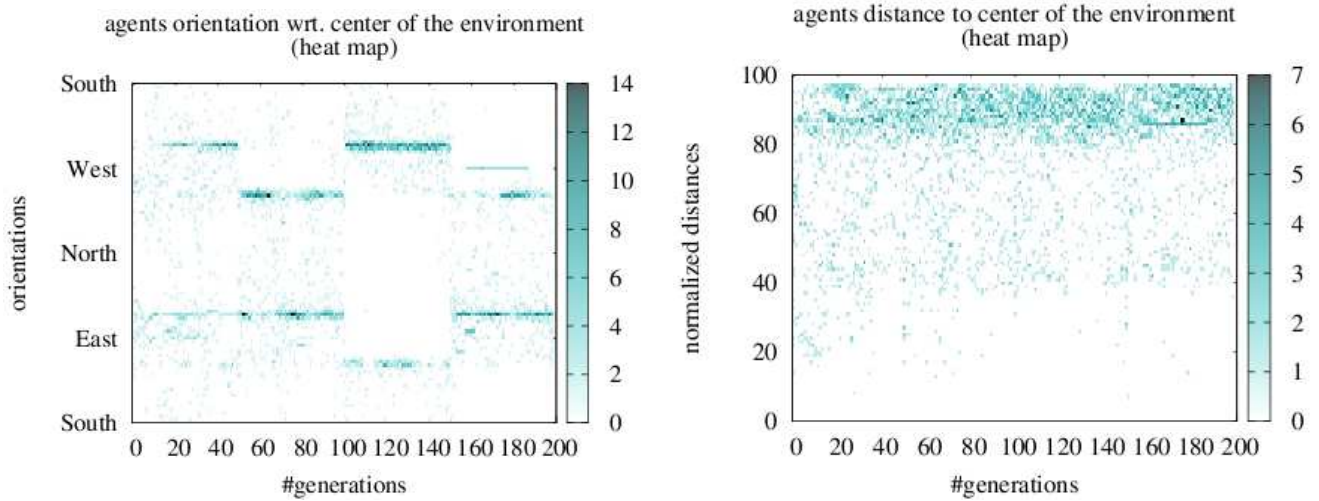 agents orientation wrt. center of the environment
(heat map)
South
West
North
East
South
orientations
0 20 40 60 80 100 120 140 160 180 200
#generations
14
12
10
8
6
4
2
0
agents distance to center of the environment
(heat map)
100
80
60
40
20
0
normalized distances
0 20 40 60 80 100 120 140 160 180 200
#generations
7
6
5
4
3
2
1
0